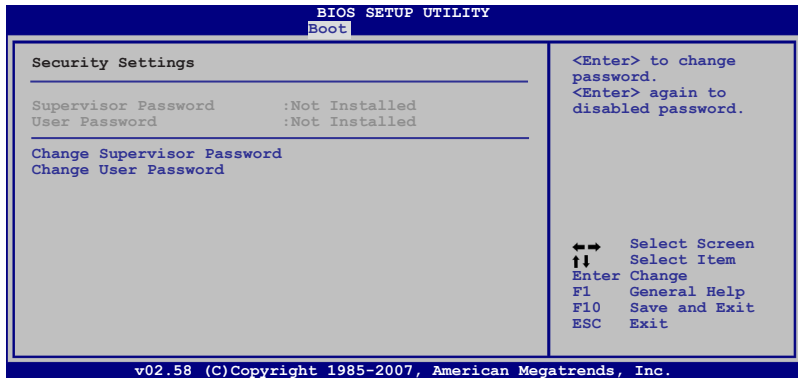 BIOS SETUP UTILITY
Boot
Security Settings
Supervisor Password :Not Installed
User Password :Not Installed
Change Supervisor Password
Change User Password
<Enter> to change
password.
<Enter> again to
disabled password.
←→ Select Screen
↑↓ Select Item
Enter Change
F1 General Help
F10 Save and Exit
ESC Exit
v02.58 (C)Copyright 1985-2007, American Megatrends, Inc.